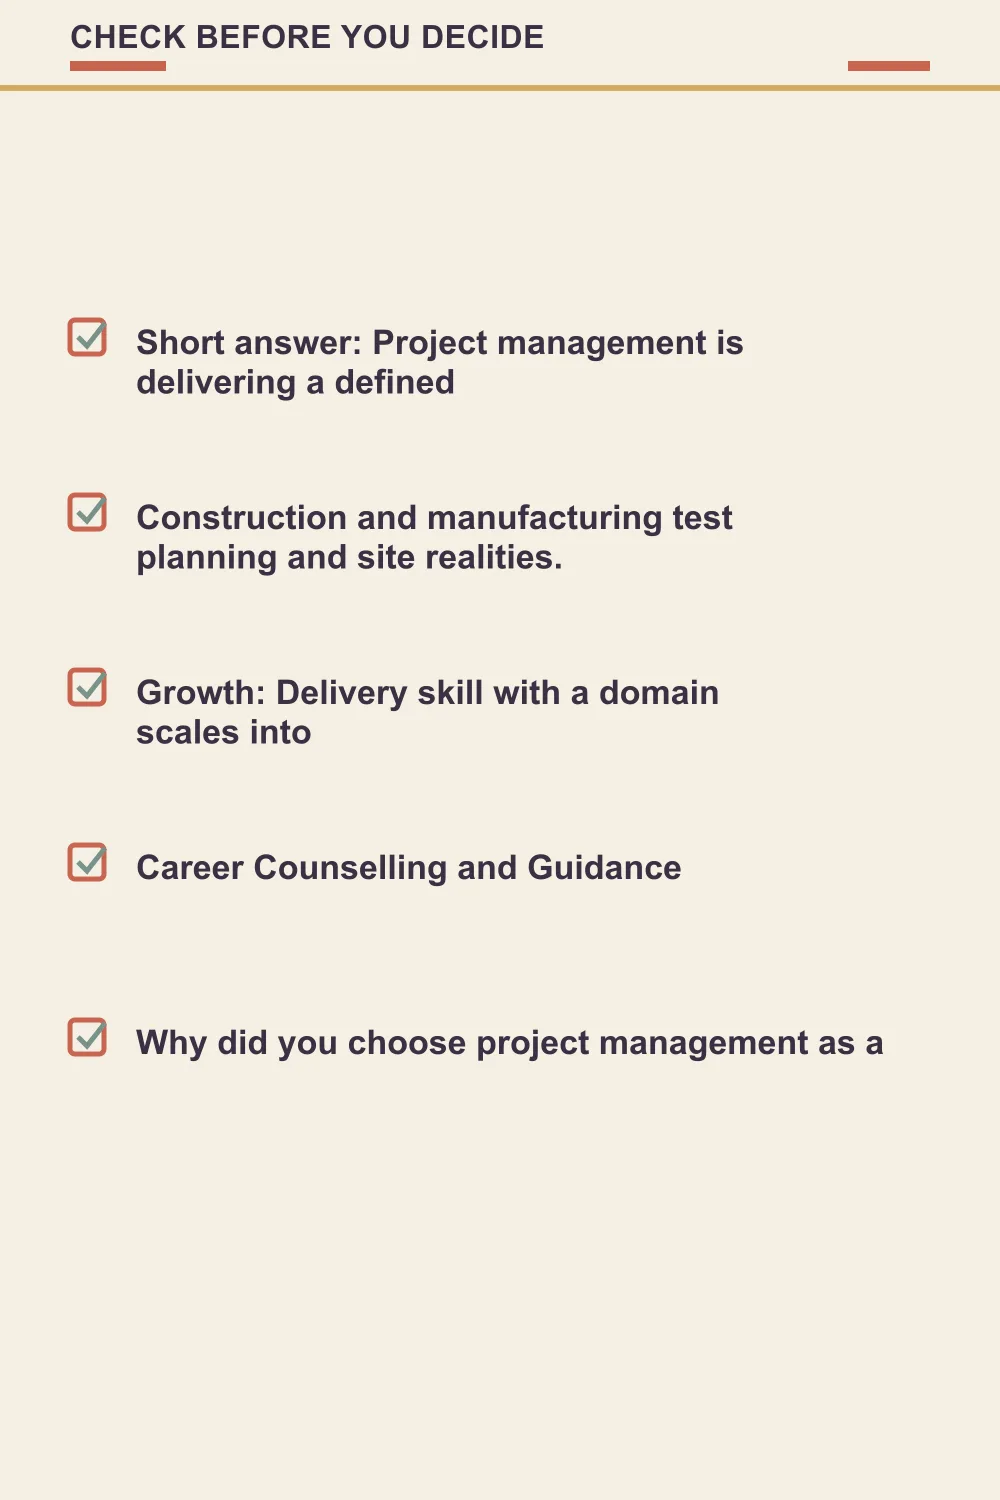 CHECK BEFORE YOU DECIDE
Short answer: Project management is
delivering a defined
Construction and manufacturing test
planning and site realities.
Growth: Delivery skill with a domain
scales into
Career Counselling and Guidance
Why did you choose project management as a